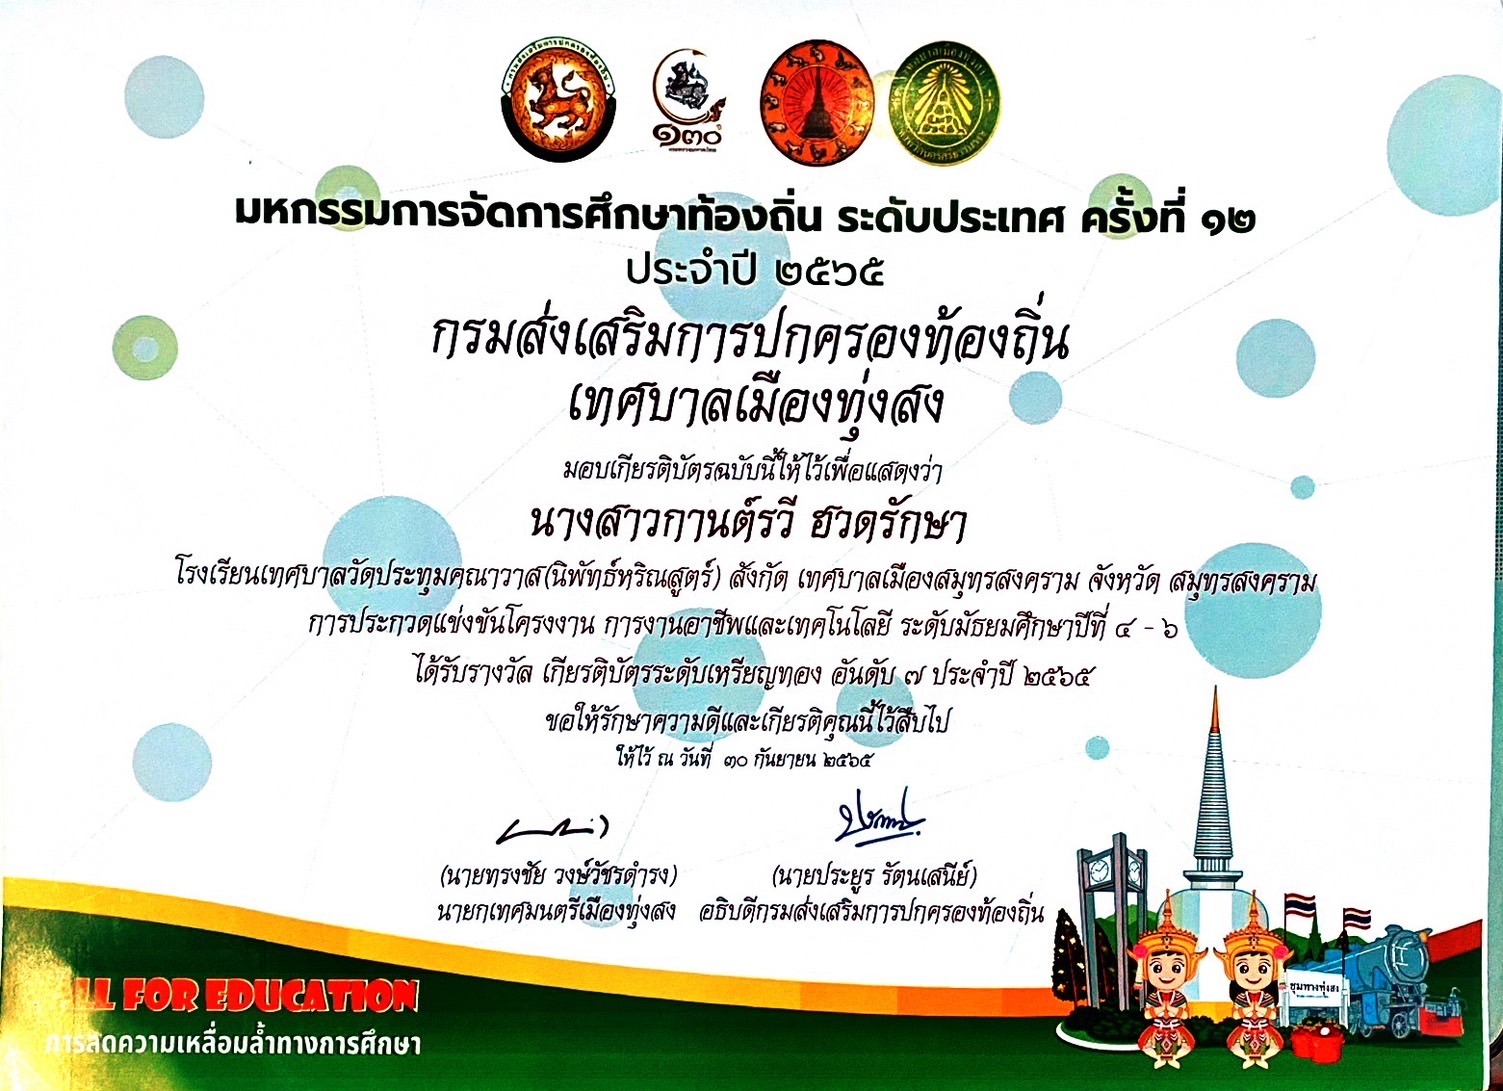 ๑๓๐
มหกรรมการจัดการศึกษาท้องถิ่น ระดับประเทศ ครั้งที่ ๑๒
ประจำปี ๒๕๖๕
กรมส่งเสริมการปกครองท้องถิ่น
เทศบาลเมืองทุ่งสง
มอบเกียรติบัตรฉบับนี้ให้ไว้เพื่อแสดงว่า
นางสาวกานต์รวี ฮวดรักษา
โรงเรียนเทศบาลวัดประทุมคณาวาส(นิพัทธ์หริณสูตร์) สังกัด เทศบาลเมืองสมุทรสงคราม จังหวัด สมุทรสงคราม
การประกวดแข่งขันโครงงาน การงานอาชีพและเทคโนโลยี ระดับมัธยมศึกษาปีที่ ๔ - ๖
ได้รับรางวัล เกียรติบัตรระดับเหรียญทอง อันดับ ๗ ประจำปี ๒๕๖๕
ขอให้รักษาความดีและเกียรติคุณนี้ไว้สืบไป
ให้ไว้ ณ วันที่ ๓๐ กันยายน ๒๕๖๕
(นายทรงชัย วงษ์วัชรดำรง) (นายประยูร รัตนเสนีย์)
นายกเทศมนตรีเมืองทุ่งสง อธิบดีกรมส่งเสริมการปกครองท้องถิ่น
ชุมทางทุ่งสง
ALL FOR EDUCATION
การลดความเหลื่อมล้ำทางการศึกษา